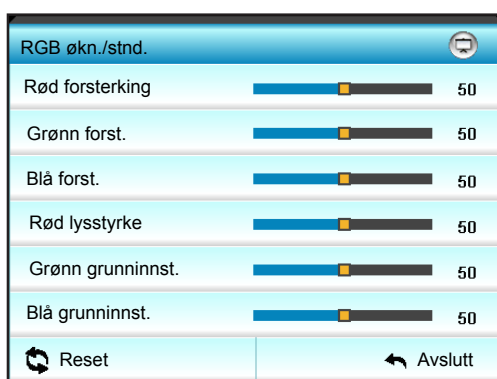 RGB økn./stnd.
Rød forsterking 50
Grønn forst. 50
Blå forst. 50
Rød lysstyrke 50
Grønn grunninnst. 50
Blå grunninnst. 50
Reset Avslutt